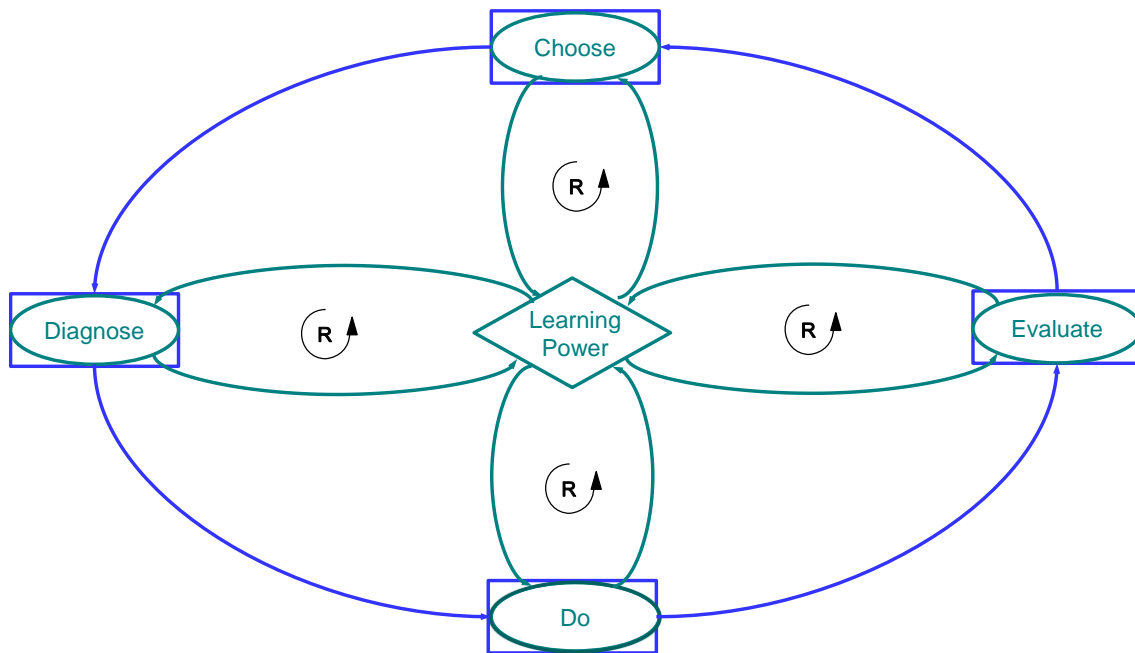 Choose
R
Diagnose
R
Learning
Power
R
Evaluate
R
Do